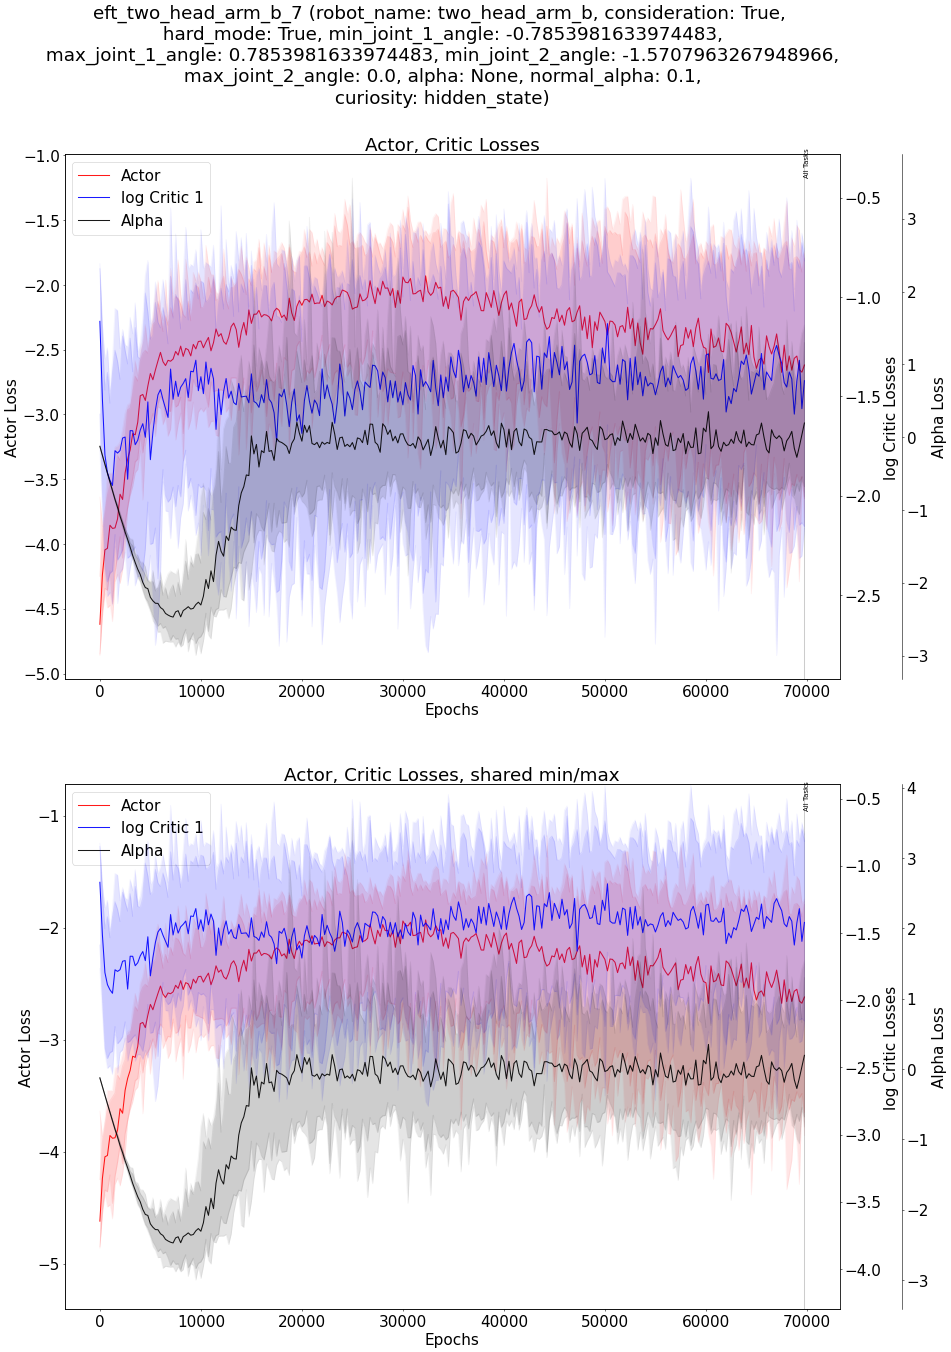 eft_two_head_arm_b_7 (robot_name: two_head_arm_b, consideration: True,
hard_mode: True, min_joint_1_angle: -0.7853981633974483,
max_joint_1_angle: 0.7853981633974483, min_joint_2_angle: -1.5707963267948966,
max_joint_2_angle: 0.0, alpha: None, normal_alpha: 0.1,
curiosity: hidden_state)
Actor, Critic Losses
Actor
log Critic 1
Alpha
All Tasks
Actor Loss
−1.0
−1.5
−2.0
−2.5
−3.0
−3.5
−4.0
−4.5
−5.0
log Critic Losses
−0.5
−1.0
−1.5
−2.0
−2.5
Alpha Loss
3
2
1
0
−1
−2
−3
0 10000 20000 30000 40000 50000 60000 70000
Epochs
Actor, Critic Losses, shared min/max
Actor
log Critic 1
Alpha
All Tasks
Actor Loss
−1
−2
−3
−4
−5
log Critic Losses
−0.5
−1.0
−1.5
−2.0
−2.5
−3.0
−3.5
−4.0
Alpha Loss
4
3
2
1
0
−1
−2
−3
0 10000 20000 30000 40000 50000 60000 70000
Epochs